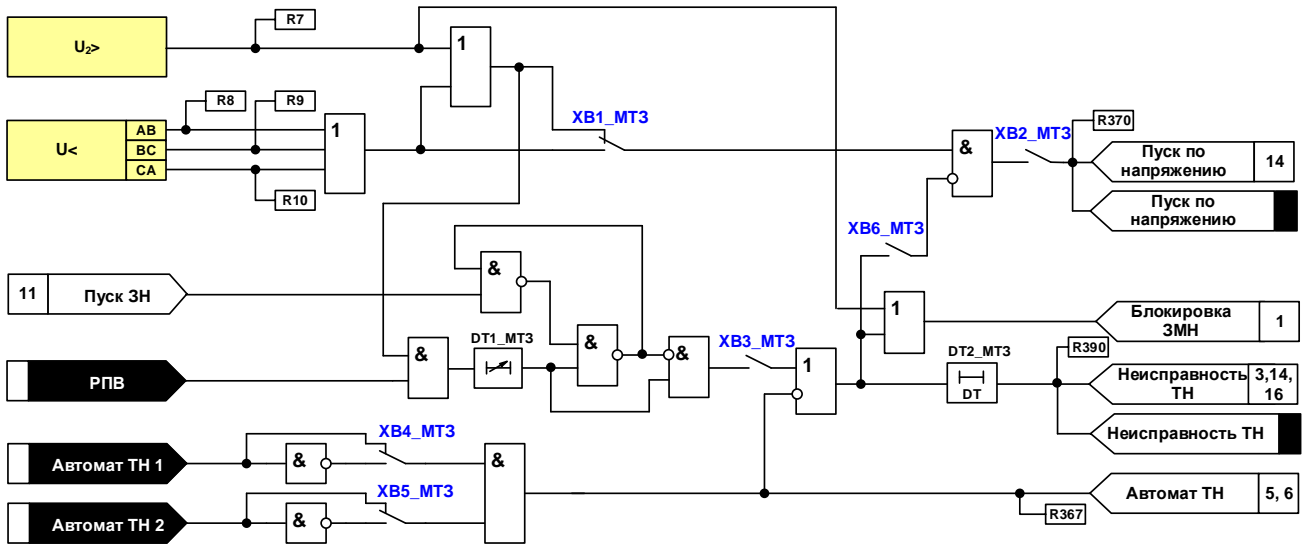 R7
U₂>
1
R8
R9
XB1_МТЗ
AB
U<
BC
CA
1
R10
&
XB2_МТЗ
R370
Пуск по напряжению
14
Пуск по напряжению
XB6_МТЗ
11
Пуск ЗН
&
1
Блокировка ЗМН
1
РПВ
&
DT1_МТЗ
&
&
XB3_МТЗ
1
DT2_МТЗ
DT
R390
Неисправность ТН
3,14, 16
Неисправность ТН
Автомат ТН 1
&
XB4_МТЗ
&
Автомат ТН 2
&
XB5_МТЗ
Автомат ТН
5, 6
R367